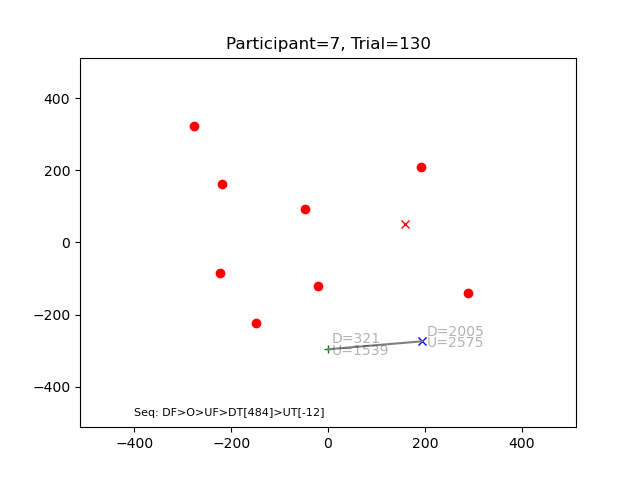 Participant=7, Trial=130
400
200
0
−200
−400
D=321
U=1539
D=2005
U=2575
Seq: DF>O>UF>DT[484]>UT[-12]
−400
−200
0
200
400